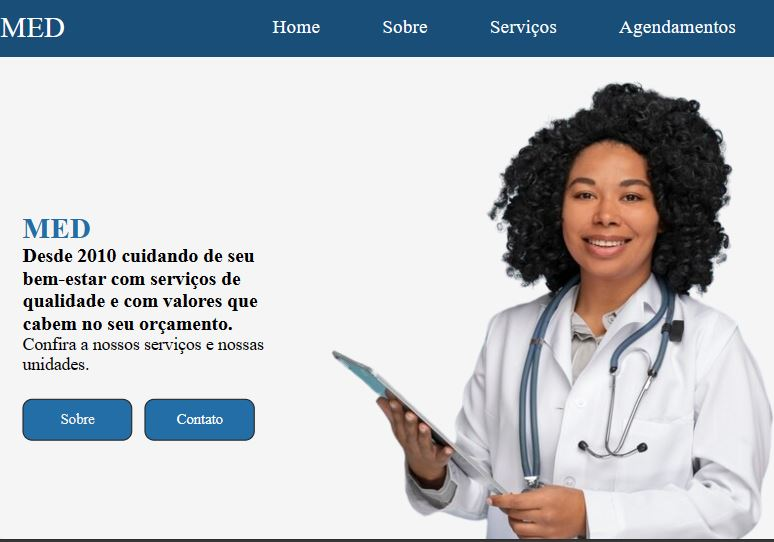 MED Home Sobre Serviços Agendamentos
MED
Desde 2010 cuidando de seu
bem-estar com serviços de
qualidade e com valores que
cabem no seu orçamento.
Confira a nossos serviços e nossas
unidades.
Sobre Contato